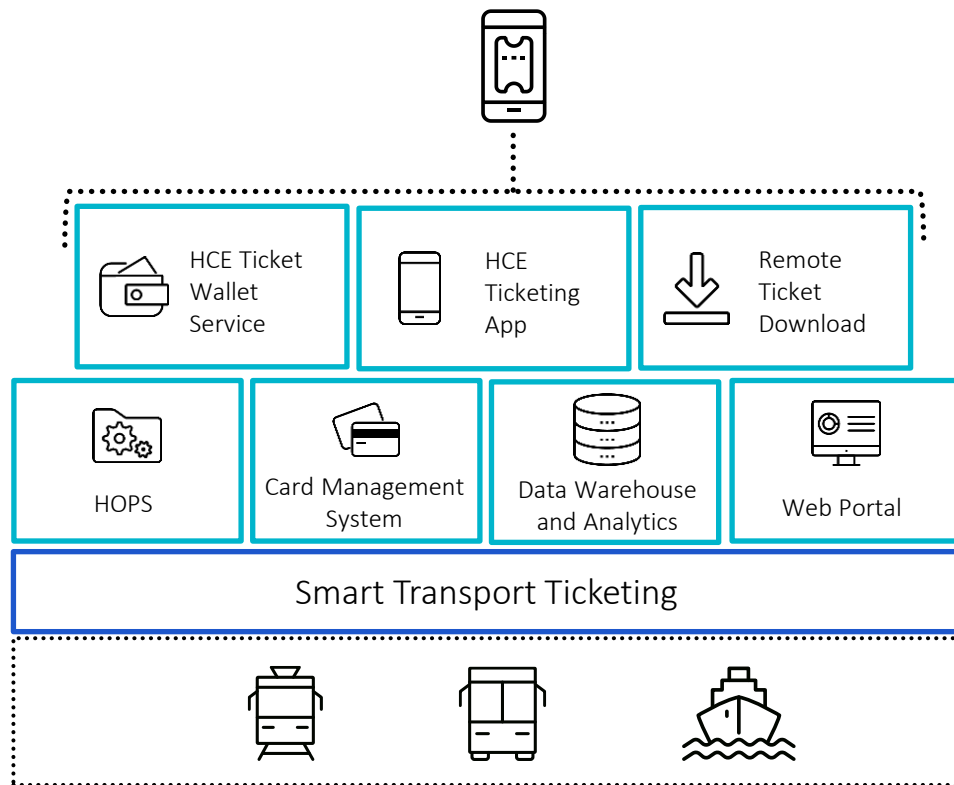 HCE Ticket
Wallet
Service
HCE
Ticketing
App
Remote
Ticket
Download
HOPS
Card Management
System
Data Warehouse
and Analytics
Web Portal
Smart Transport Ticketing